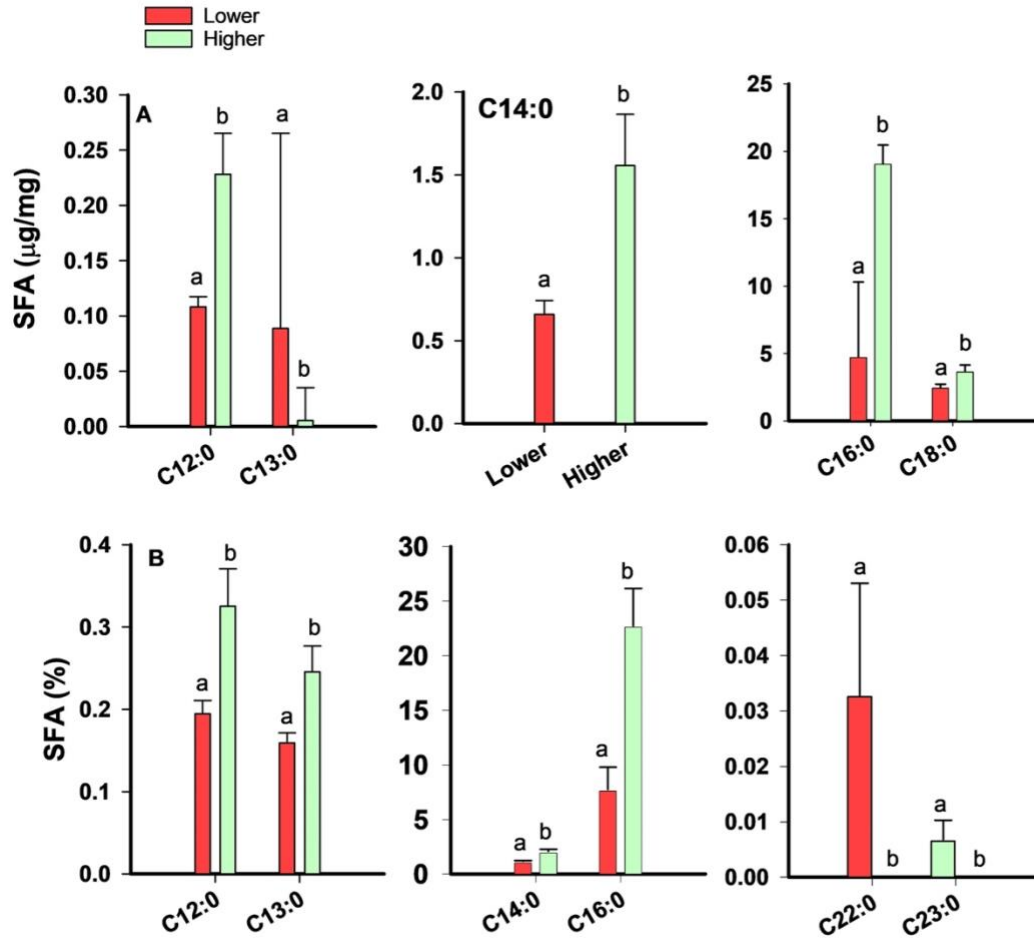 Lower
Higher
A
SFA (µg/mg)
0.30
0.25
0.20
0.15
0.10
0.05
0.00
a
b
a
b
C12:0
C13:0
C14:0
2.0
1.5
1.0
0.5
0.0
a
b
Lower
Higher
25
20
15
10
5
0
a
b
a
b
C16:0
C18:0
B
SFA (%)
0.4
0.3
0.2
0.1
0.0
a
b
a
b
C12:0
C13:0
30
25
20
15
10
5
0
a
b
a
b
C14:0
C16:0
0.06
0.05
0.04
0.03
0.02
0.01
0.00
a
b
a
b
C22:0
C23:0